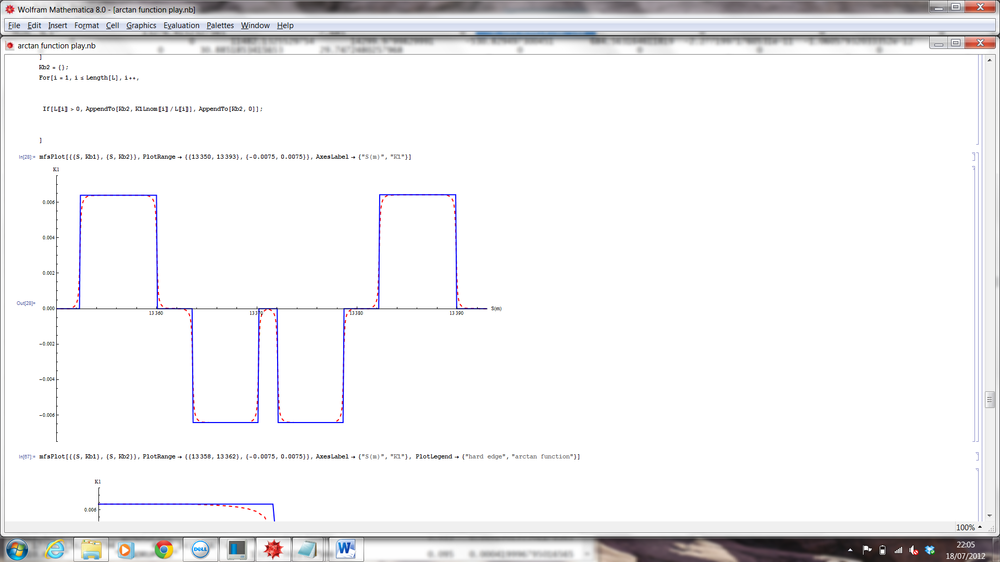 Wolfram Mathematica 8.0 - [arctan function play.nb]
File Edit Insert Format Cell Graphics Evaluation Palettes Window Help
arctan function play.nb
]
Kb2 = {};
For[i = 1, i ≤ Length[L], i++,
If[L〚i〛 > 0, AppendTo[Kb2, K1Lnom〚i〛 / L〚i〛], AppendTo[Kb2, 0]];
]
In[28]:= mfsPlot[{{S, Kb1}, {S, Kb2}}, PlotRange → {{13 350, 13 393}, {-0.0075, 0.0075}}, AxesLabel → {"S(m)", "K1"}]
K1
0.006
0.004
0.002
Out[28]=
0.000
13 360 13 370 13 380 13 390 S(m)
-0.002
-0.004
-0.006
In[67]:= mfsPlot[{{S, Kb1}, {S, Kb2}}, PlotRange → {{13 358, 13 362}, {-0.0075, 0.0075}}, AxesLabel → {"S(m)", "K1"}, PlotLegend → {"hard edge", "arctan function"}]
K1
0.006
100%
DELL
22:05
18/07/2012